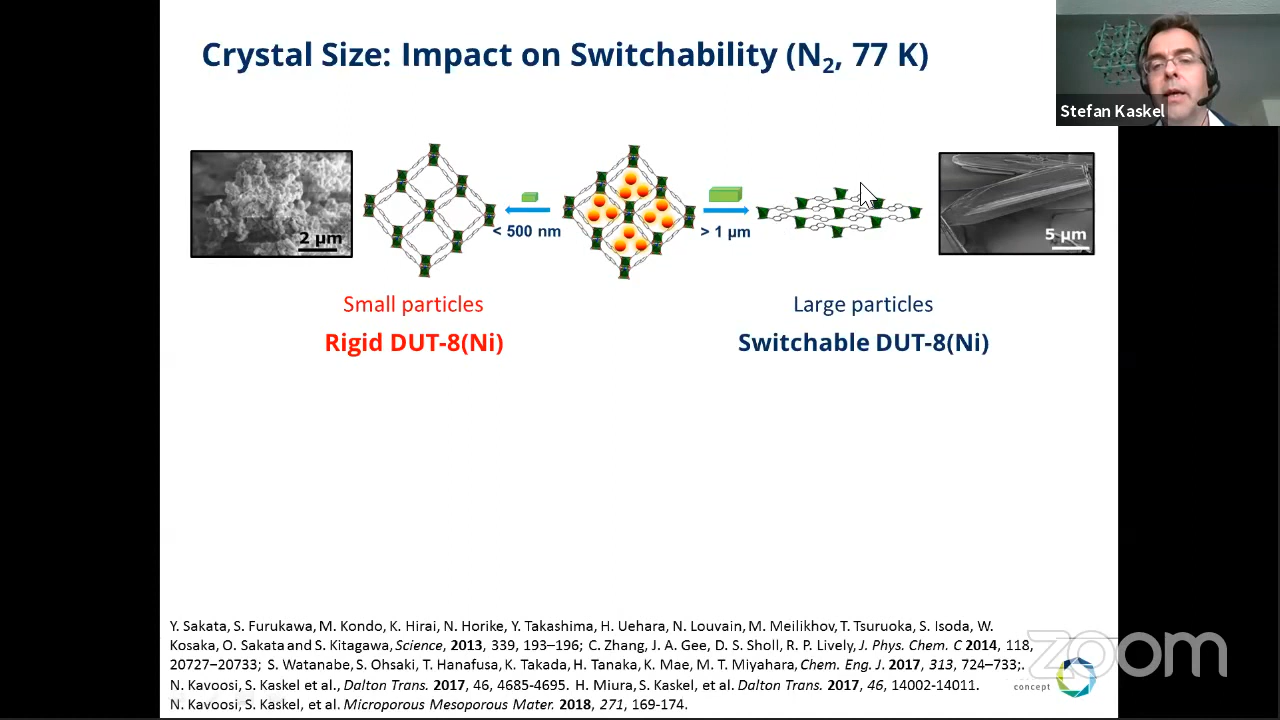 Crystal Size: Impact on Switchability (N2, 77 K)
Stefan Kaskel
2 µm
< 500 nm
> 1 µm
5 µm
Small particles
Large particles
Rigid DUT-8(Ni)
Switchable DUT-8(Ni)
Y. Sakata, S. Furukawa, M. Kondo, K. Hirai, N. Horike, Y. Takashima, H. Uehara, N. Louvain, M. Meilikhov, T. Tsuruoka, S. Isoda, W.
Kosaka, O. Sakata and S. Kitagawa, Science, 2013, 339, 193–196; C. Zhang, J. A. Gee, D. S. Sholl, R. P. Lively, J. Phys. Chem. C 2014, 118,
20727–20733; S. Watanabe, S. Ohsaki, T. Hanafusa, K. Takada, H. Tanaka, K. Mae, M. T. Miyahara, Chem. Eng. J. 2017, 313, 724–733;.
N. Kavoosi, S. Kaskel et al., Dalton Trans. 2017, 46, 4685-4695. H. Miura, S. Kaskel, et al. Dalton Trans. 2017, 46, 14002-14011.
N. Kavoosi, S. Kaskel, et al. Microporous Mesoporous Mater. 2018, 271, 169-174.
concept
zoom